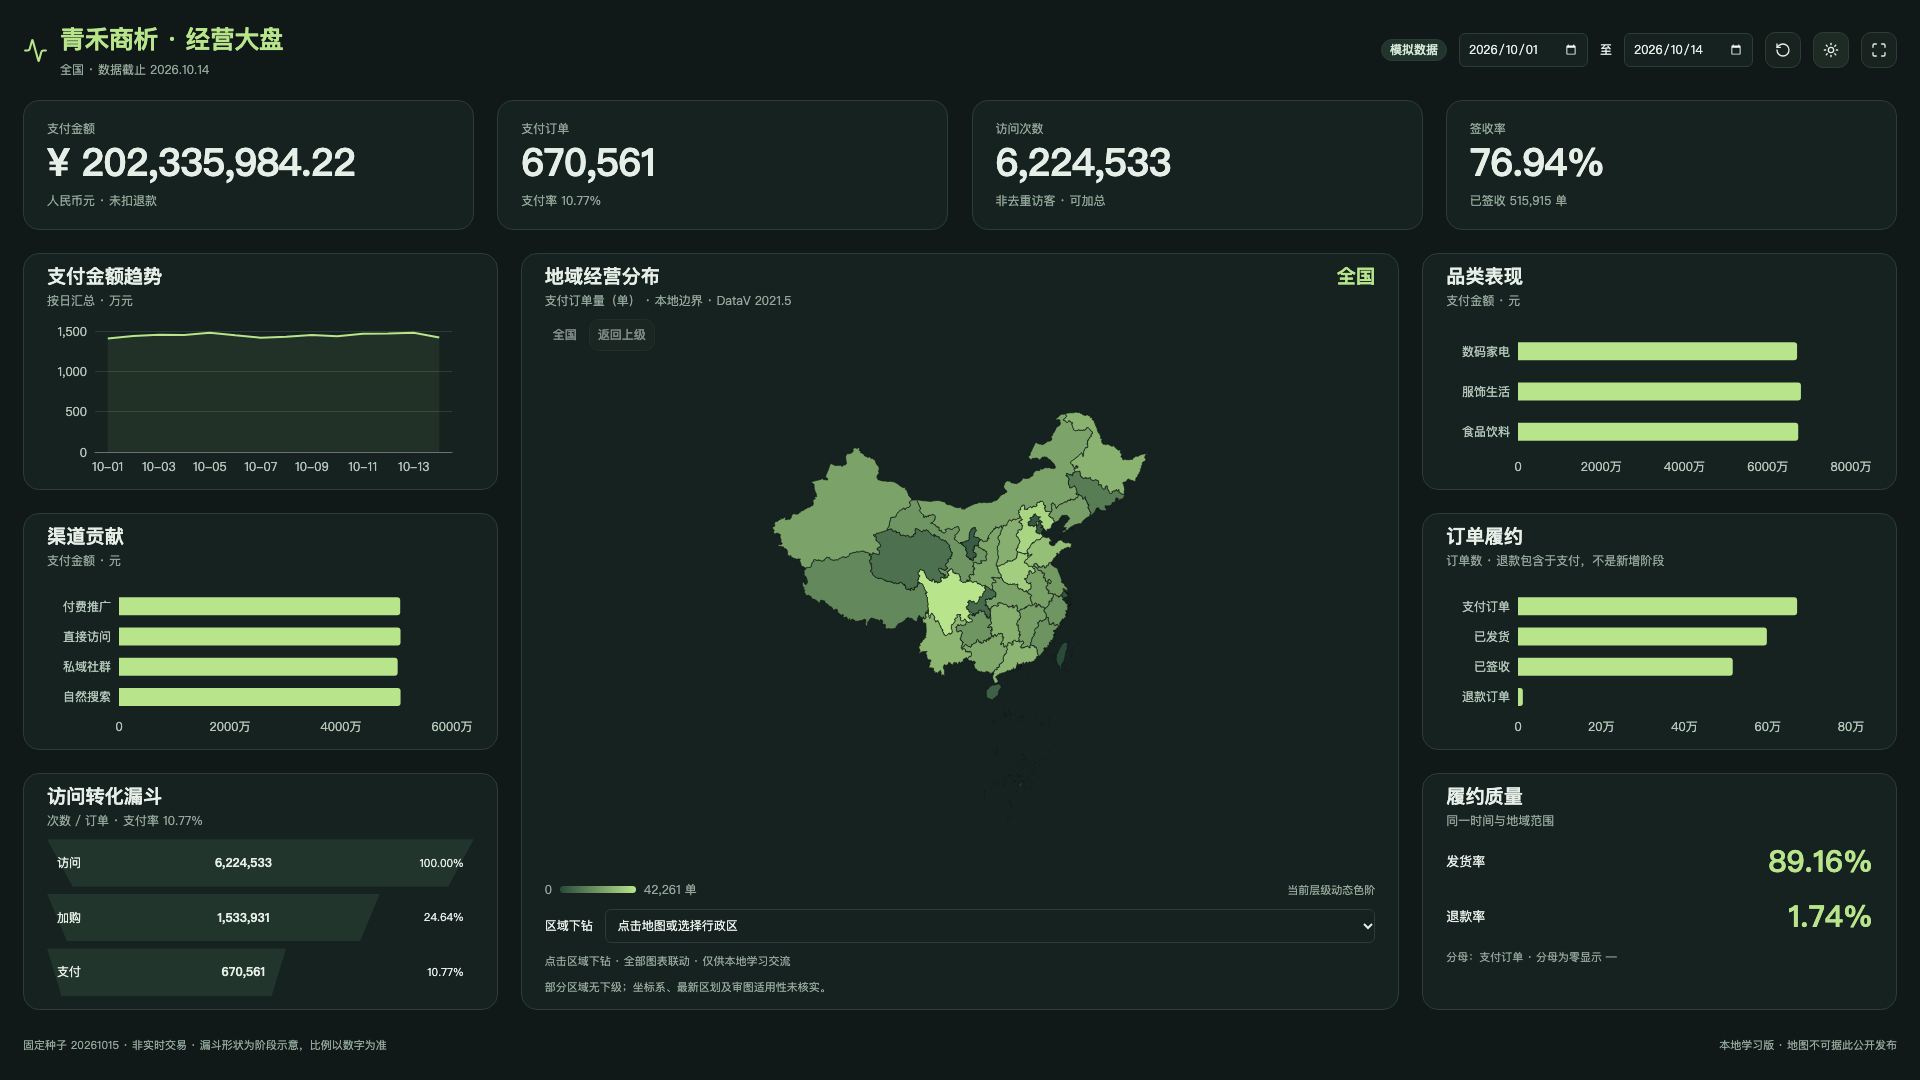 青禾商析 · 经营大盘
全国 · 数据截止 2026.10.14
模拟数据
2026/10/01
至
2026/10/14
支付金额
¥ 202,335,984.22
人民币元 · 未扣退款
支付订单
670,561
支付率 10.77%
访问次数
6,224,533
非去重访客 · 可加总
签收率
76.94%
已签收 515,915 单
支付金额趋势
按日汇总 · 万元
1,500
1,000
500
0
10-01 10-03 10-05 10-07 10-09 10-11 10-13
渠道贡献
支付金额 · 元
付费推广
直接访问
私域社群
自然搜索
0 2000万 4000万 6000万
访问转化漏斗
次数 / 订单 · 支付率 10.77%
访问 6,224,533 100.00%
加购 1,533,931 24.64%
支付 670,561 10.77%
地域经营分布
全国
支付订单量（单） · 本地边界 · DataV 2021.5
全国 返回上级
0 42,261 单
当前层级动态色阶
区域下钻 点击地图或选择行政区
点击区域下钻 · 全部图表联动 · 仅供本地学习交流
部分区域无下级；坐标系、最新区划及审图适用性未核实。
品类表现
支付金额 · 元
数码家电
服饰生活
食品饮料
0 2000万 4000万 6000万 8000万
订单履约
订单数 · 退款包含于支付，不是新增阶段
支付订单
已发货
已签收
退款订单
0 20万 40万 60万 80万
履约质量
同一时间与地域范围
发货率 89.16%
退款率 1.74%
分母：支付订单 · 分母为零显示 —
固定种子 20261015 · 非实时交易 · 漏斗形状为阶段示意，比例以数字为准
本地学习版 · 地图不可据此公开发布